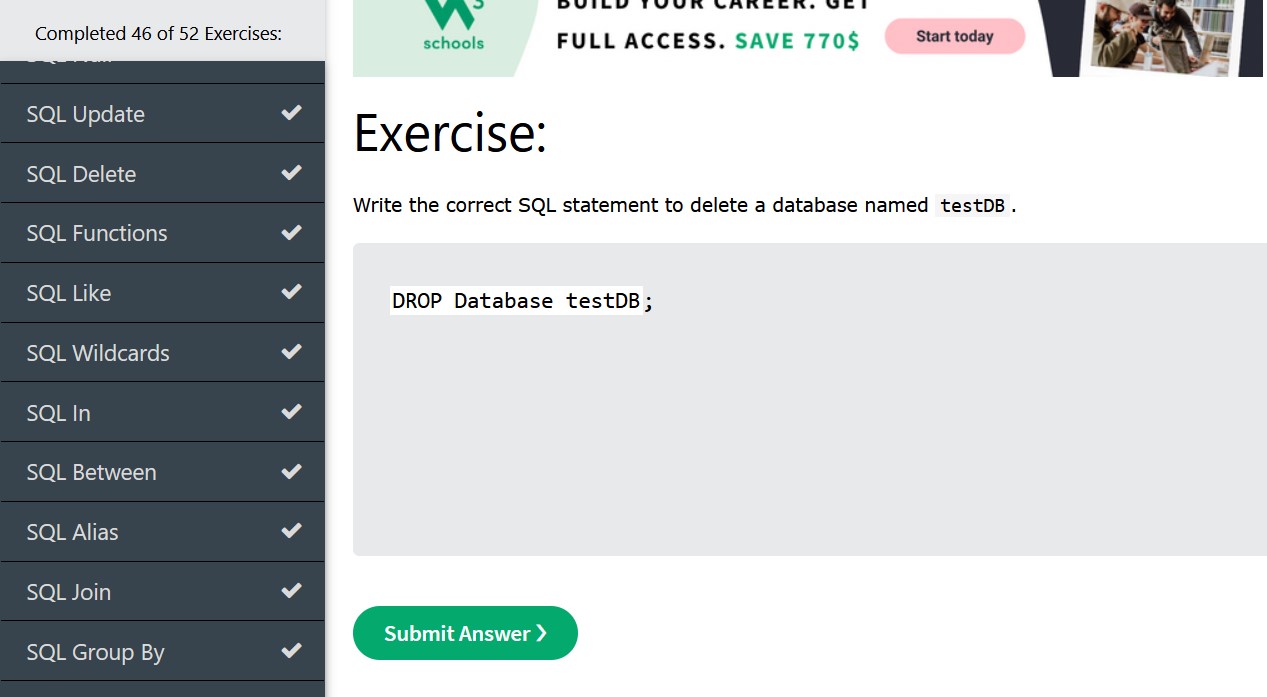 Completed 46 of 52 Exercises:
SQL Update
SQL Delete
SQL Functions
SQL Like
SQL Wildcards
SQL In
SQL Between
SQL Alias
SQL Join
SQL Group By
3
schools
BUILD YOUR CAREER. GET
FULL ACCESS. SAVE 770$
Start today
Exercise:
Write the correct SQL statement to delete a database named testDB.
DROP Database testDB;
Submit Answer ❯